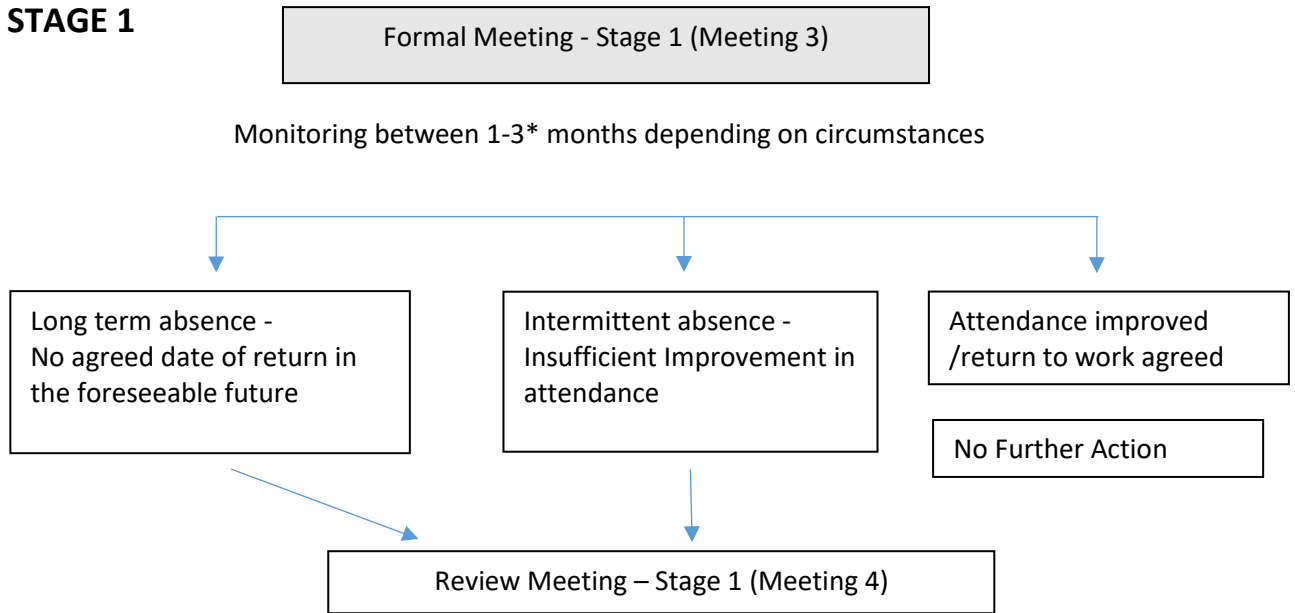 STAGE 1
Formal Meeting - Stage 1 (Meeting 3)
Monitoring between 1-3* months depending on circumstances
Long term absence -
No agreed date of return in
the foreseeable future
Intermittent absence -
Insufficient Improvement in
attendance
Attendance improved
/return to work agreed
No Further Action
Review Meeting – Stage 1 (Meeting 4)